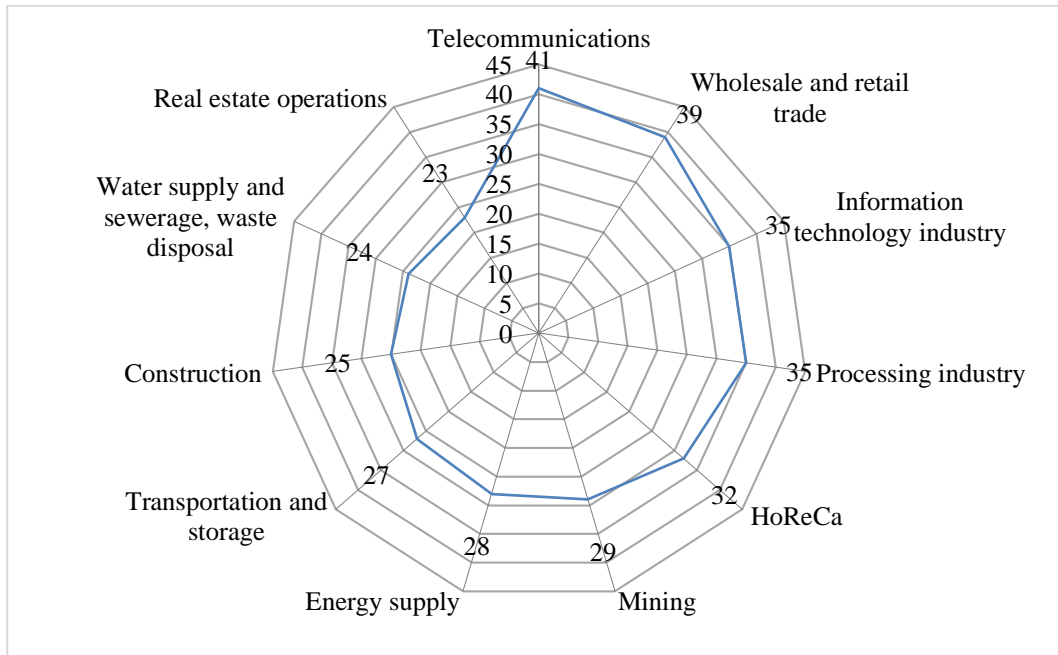 Telecommunications
41
45
40
35
30
25
20
15
10
5
0
Wholesale and retail
trade
39
Information
technology industry
35
Processing industry
35
HoReCa
32
Mining
29
Energy supply
28
Transportation and
storage
27
Construction
25
Water supply and
sewerage, waste
disposal
24
Real estate operations
23